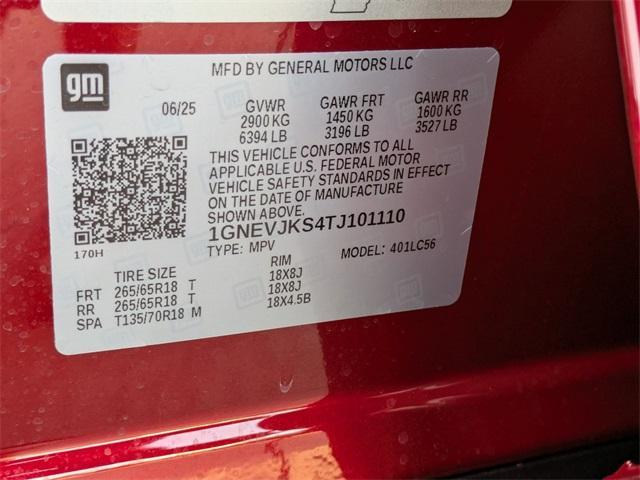 gm
MFD BY GENERAL MOTORS LLC
06/25 GVWR GAWR FRT GAWR RR
2900 KG 1450 KG 1600 KG
6394 LB 3196 LB 3527 LB
THIS VEHICLE CONFORMS TO ALL
APPLICABLE U.S. FEDERAL MOTOR
VEHICLE SAFETY STANDARDS IN EFFECT
ON THE DATE OF MANUFACTURE
SHOWN ABOVE.
1GNEVJKS4TJ101110
170H TYPE: MPV MODEL: 401LC56
TIRE SIZE RIM
FRT 265/65R18 T 18X8J
RR 265/65R18 T 18X8J
SPA T135/70R18 M 18X4.5B